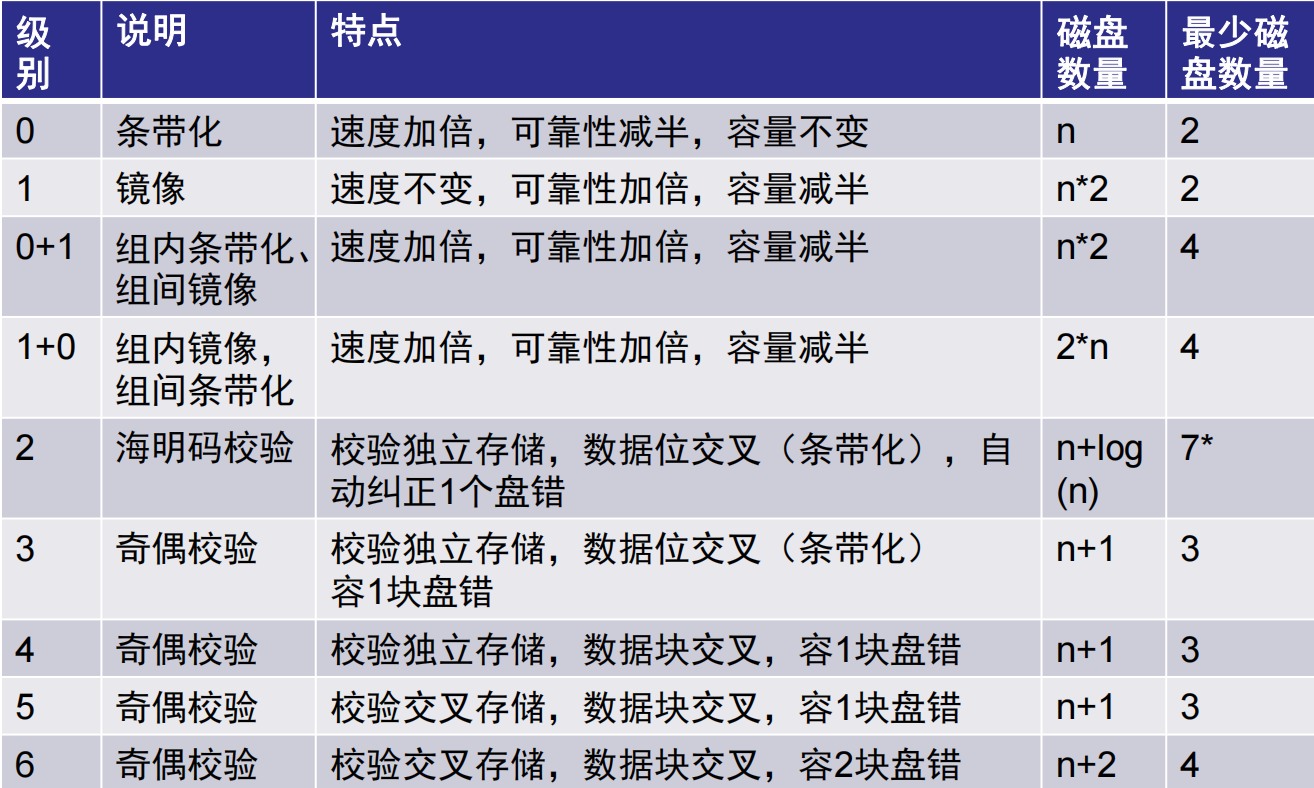 级别 说明 特点 磁盘数量 最少磁盘数量
0 条带化 速度加倍，可靠性减半，容量不变 n 2
1 镜像 速度不变，可靠性加倍，容量减半 n*2 2
0+1 组内条带化、组间镜像 速度加倍，可靠性加倍，容量减半 n*2 4
1+0 组内镜像，组间条带化 速度加倍，可靠性加倍，容量减半 2*n 4
2 海明码校验 校验独立存储，数据位交叉（条带化），自动纠正1个盘错 n+log(n) 7*
3 奇偶校验 校验独立存储，数据位交叉（条带化）容1块盘错 n+1 3
4 奇偶校验 校验独立存储，数据块交叉，容1块盘错 n+1 3
5 奇偶校验 校验交叉存储，数据块交叉，容1块盘错 n+1 3
6 奇偶校验 校验交叉存储，数据块交叉，容2块盘错 n+2 4